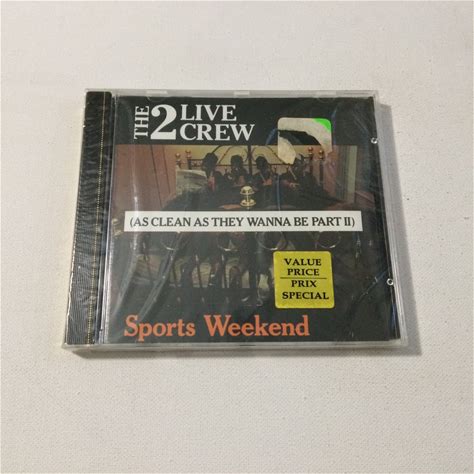 THE 2 LIVE CREW
(AS CLEAN AS THEY WANNA BE PART II)
VALUE
PRICE
PRIX
SPECIAL
Sports Weekend